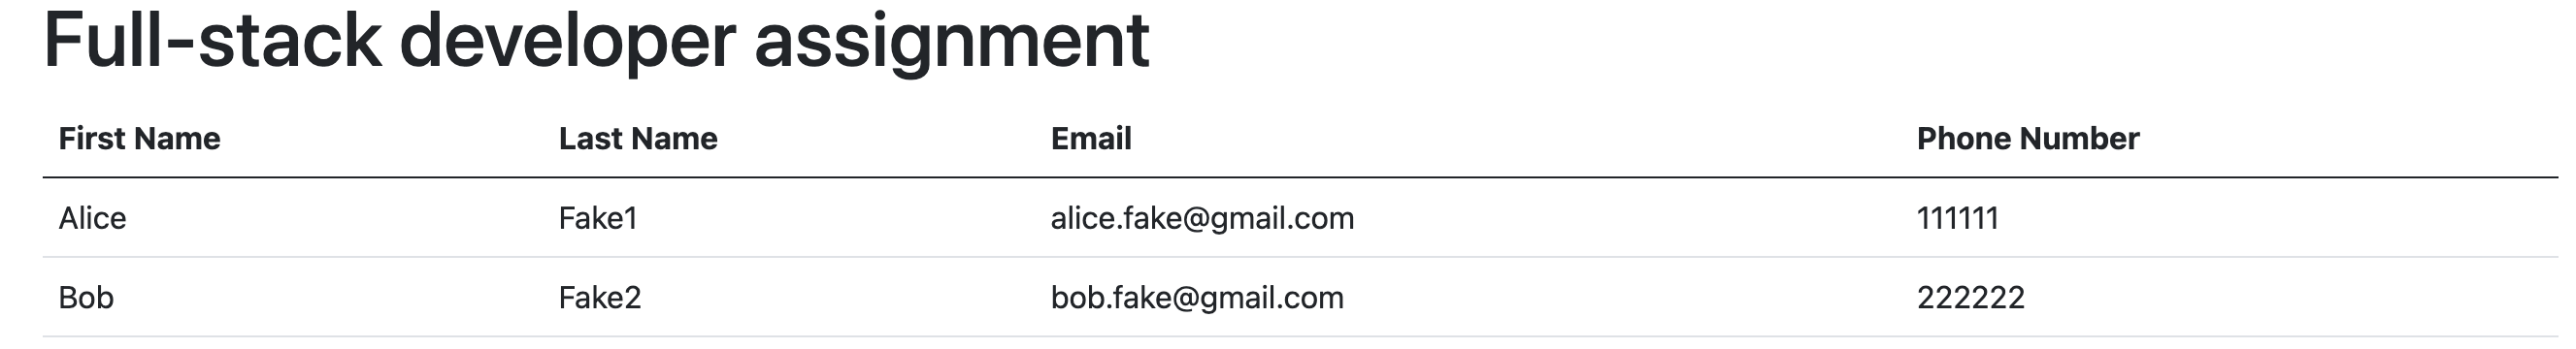 Full-stack developer assignment
First Name Last Name Email Phone Number
Alice Fake1 alice.fake@gmail.com 111111
Bob Fake2 bob.fake@gmail.com 222222